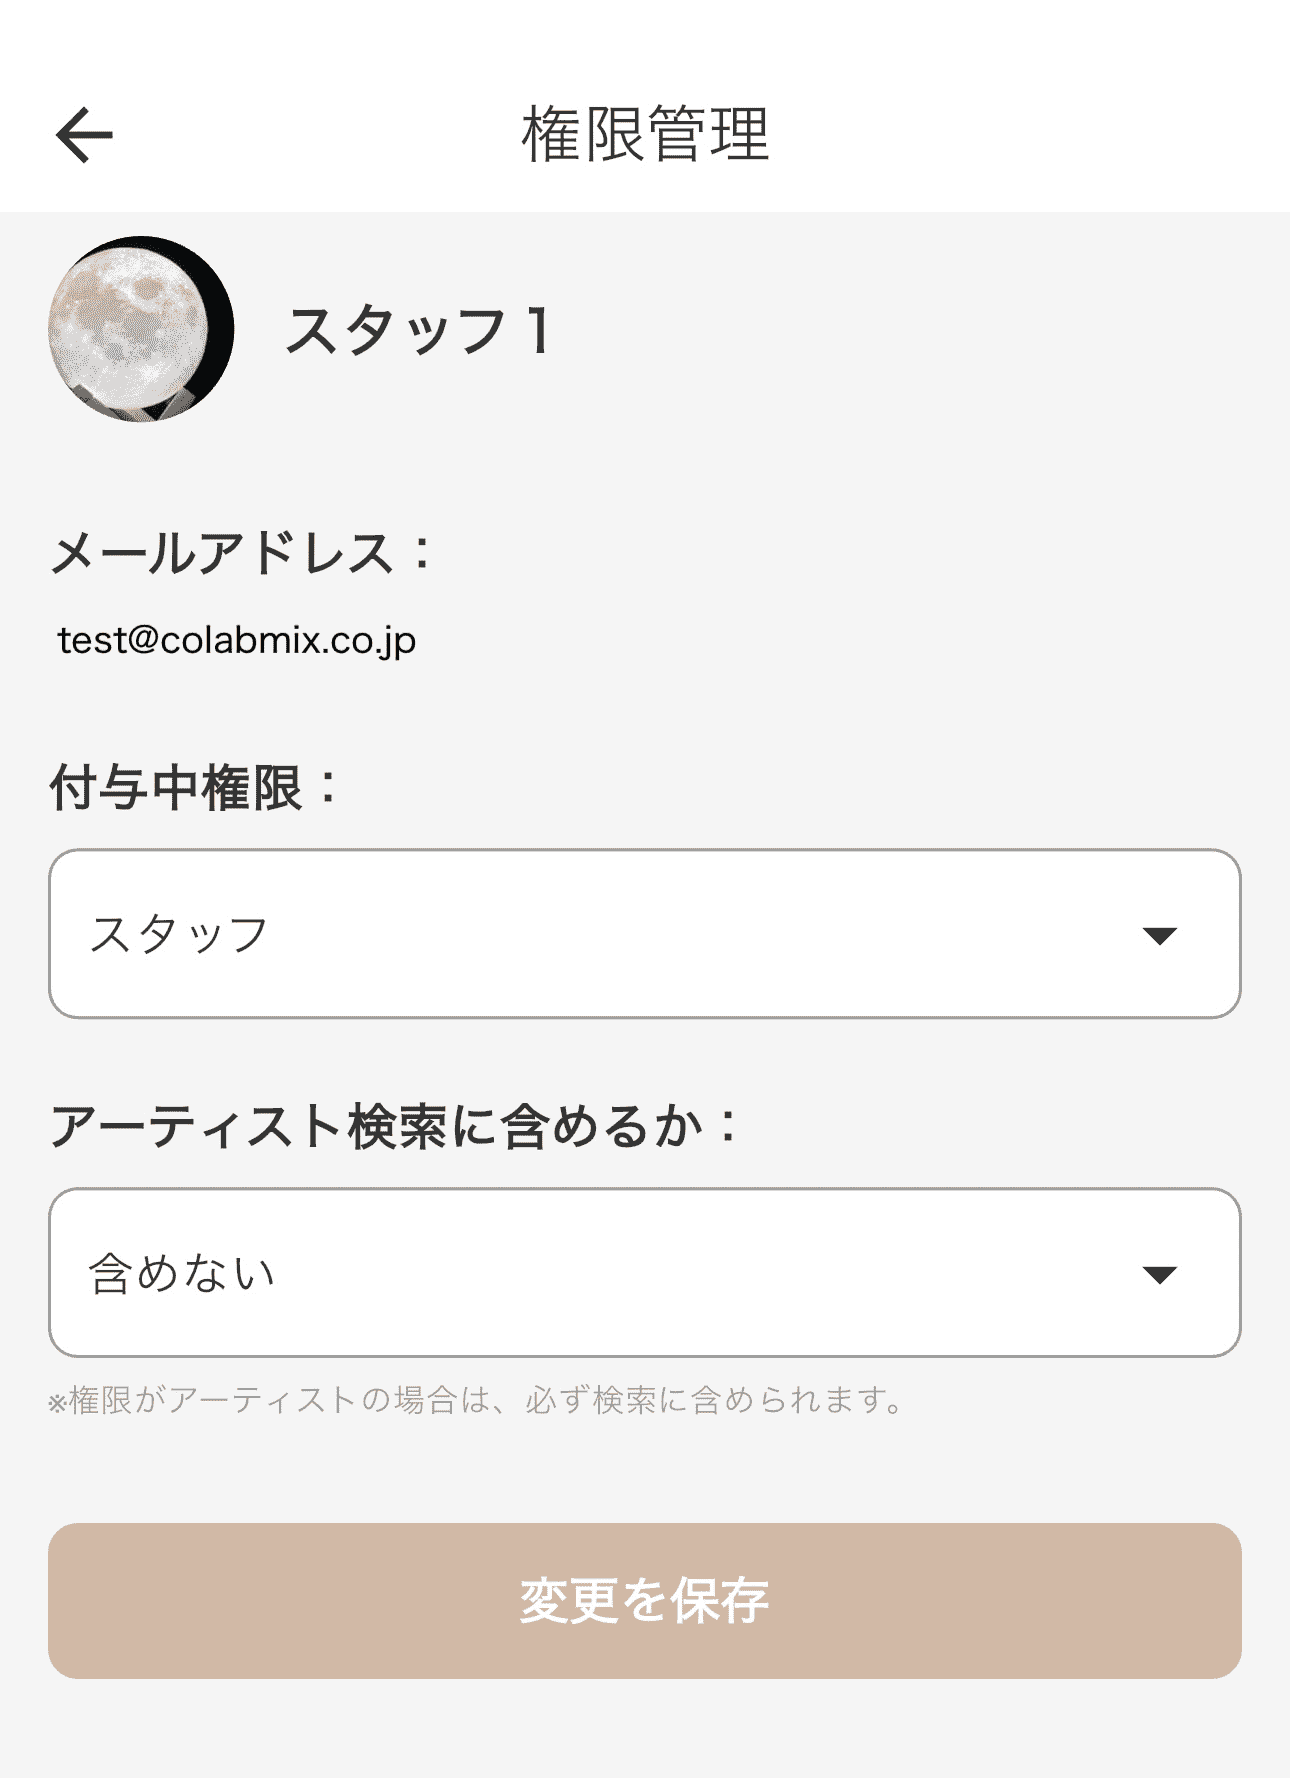 権限管理
スタッフ1
メールアドレス：
test@colabmix.co.jp
付与中権限：
スタッフ
アーティスト検索に含めるか：
含めない
※権限がアーティストの場合は、必ず検索に含められます。
変更を保存